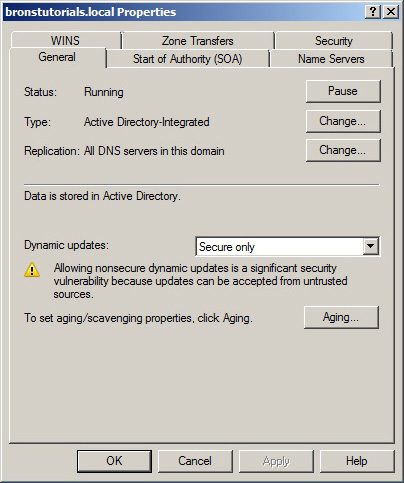 bronstutorials.local Properties
WINS Zone Transfers Security
General Start of Authority (SOA) Name Servers
Status: Running Pause
Type: Active Directory-Integrated Change...
Replication: All DNS servers in this domain Change...
Data is stored in Active Directory.
Dynamic updates: Secure only
Allowing nonsecure dynamic updates is a significant security
vulnerability because updates can be accepted from untrusted
sources.
To set aging/scavenging properties, click Aging. Aging...
OK Cancel Apply Help